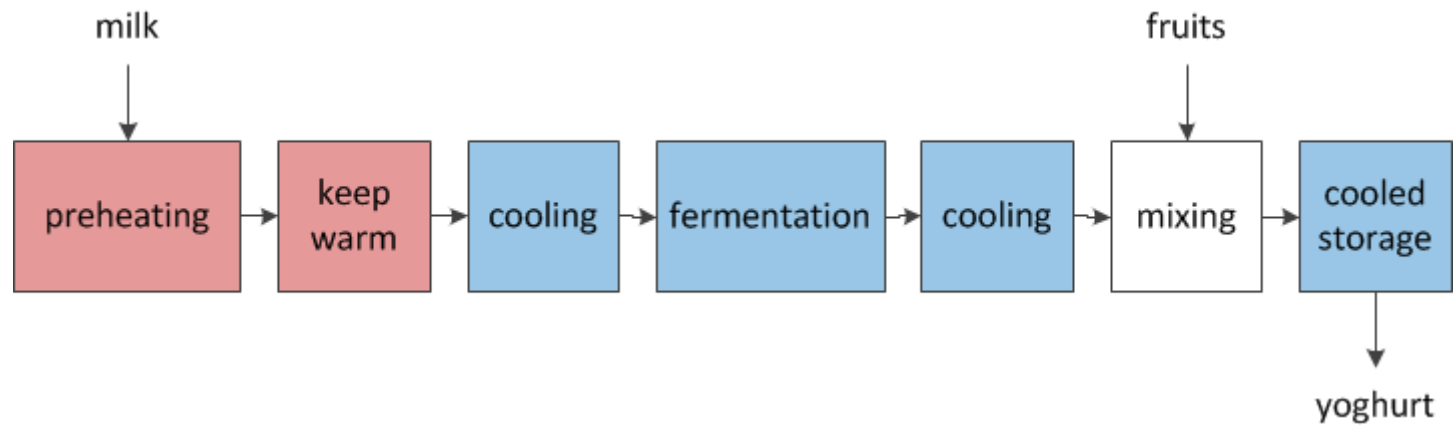 milk
fruits
preheating
keep
warm
cooling
fermentation
cooling
mixing
cooled
storage
yoghurt